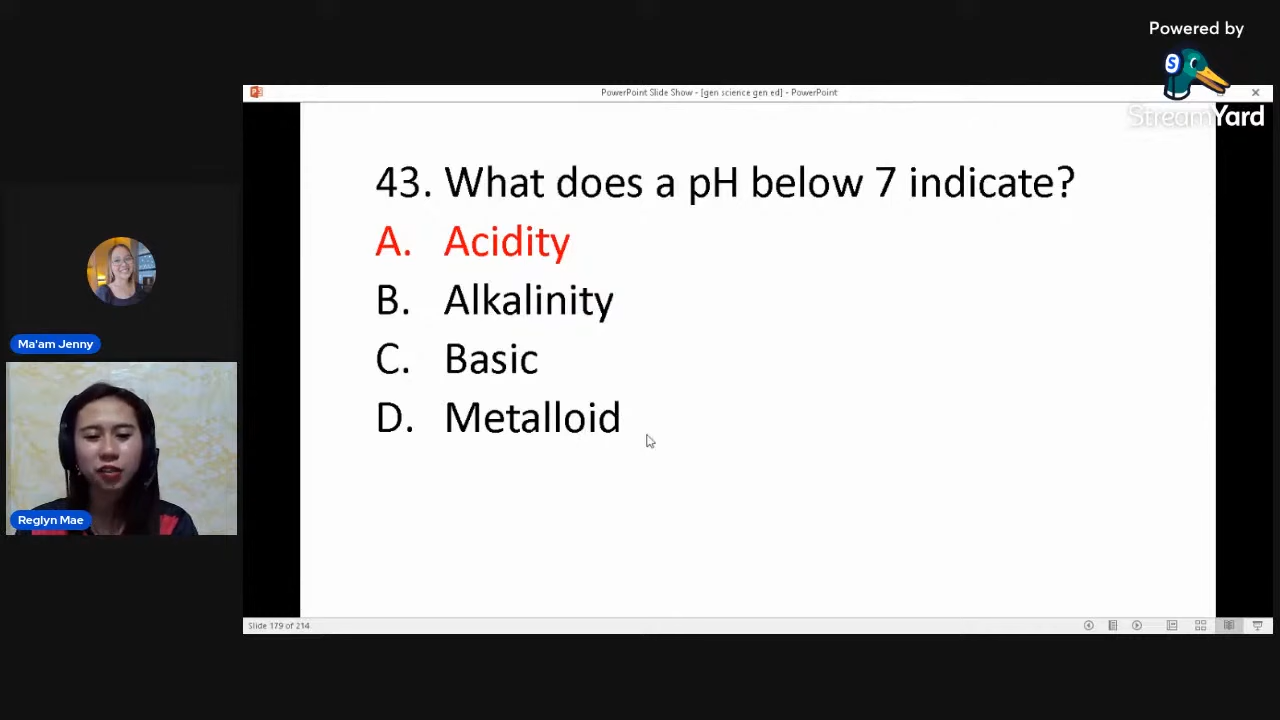 Powered by
S
StreamYard
PowerPoint Slide Show - [gen science gen ed] - PowerPoint
43. What does a pH below 7 indicate?
A. Acidity
B. Alkalinity
C. Basic
D. Metalloid
Ma'am Jenny
Reglyn Mae
Slide 179 of 214